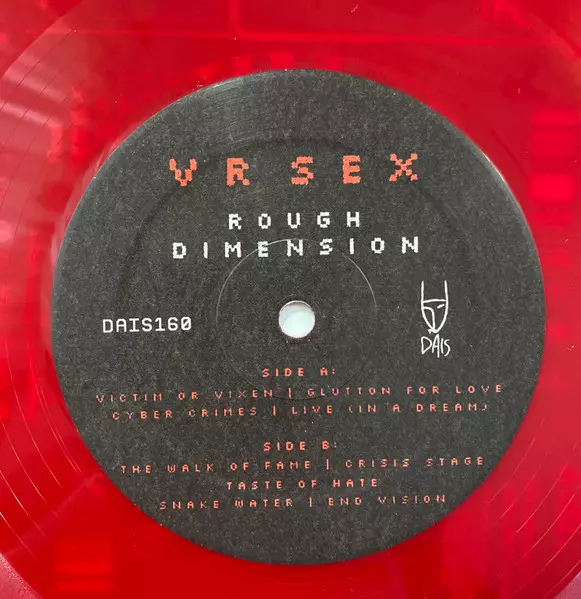 VR SEX
ROUGH
DIMENSION
DAIS160
DAIS
SIDE A:
VICTIM OR VIXEN | GLUTTON FOR LOVE
CYBER CRIMES | LIVE (IN A DREAM)
SIDE B:
THE WALK OF FAME | CRISIS STAGE
TASTE OF HATE
SNAKE WATER | END VISION